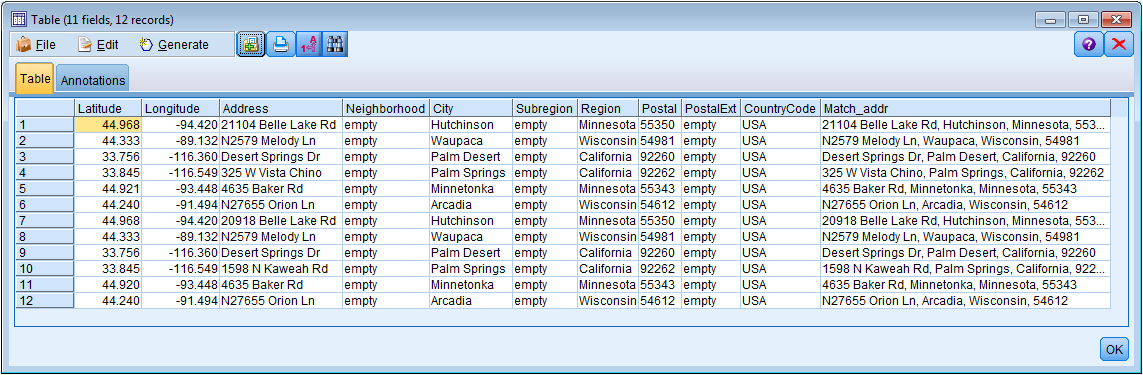 Table (11 fields, 12 records)
File Edit Generate
Table Annotations
Latitude Longitude Address Neighborhood City Subregion Region Postal PostalExt CountryCode Match_addr
1 44.968 -94.420 21104 Belle Lake Rd empty Hutchinson empty Minnesota 55350 empty USA 21104 Belle Lake Rd, Hutchinson, Minnesota, 553...
2 44.333 -89.132 N2579 Melody Ln empty Waupaca empty Wisconsin 54981 empty USA N2579 Melody Ln, Waupaca, Wisconsin, 54981
3 33.756 -116.360 Desert Springs Dr empty Palm Desert empty California 92260 empty USA Desert Springs Dr, Palm Desert, California, 92260
4 33.845 -116.549 325 W Vista Chino empty Palm Springs empty California 92262 empty USA 325 W Vista Chino, Palm Springs, California, 92262
5 44.921 -93.448 4635 Baker Rd empty Minnetonka empty Minnesota 55343 empty USA 4635 Baker Rd, Minnetonka, Minnesota, 55343
6 44.240 -91.494 N27655 Orion Ln empty Arcadia empty Wisconsin 54612 empty USA N27655 Orion Ln, Arcadia, Wisconsin, 54612
7 44.968 -94.420 20918 Belle Lake Rd empty Hutchinson empty Minnesota 55350 empty USA 20918 Belle Lake Rd, Hutchinson, Minnesota, 553...
8 44.333 -89.132 N2579 Melody Ln empty Waupaca empty Wisconsin 54981 empty USA N2579 Melody Ln, Waupaca, Wisconsin, 54981
9 33.756 -116.360 Desert Springs Dr empty Palm Desert empty California 92260 empty USA Desert Springs Dr, Palm Desert, California, 92260
10 33.845 -116.549 1598 N Kaweah Rd empty Palm Springs empty California 92262 empty USA 1598 N Kaweah Rd, Palm Springs, California, 922...
11 44.920 -93.448 4635 Baker Rd empty Minnetonka empty Minnesota 55343 empty USA 4635 Baker Rd, Minnetonka, Minnesota, 55343
12 44.240 -91.494 N27655 Orion Ln empty Arcadia empty Wisconsin 54612 empty USA N27655 Orion Ln, Arcadia, Wisconsin, 54612
OK